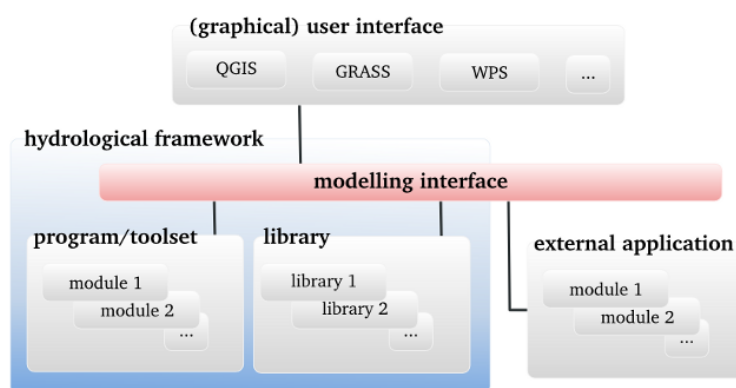 (graphical) user interface
QGIS
GRASS
WPS
...
hydrological framework
modelling interface
program/toolset
module 1
module 2
...
library
library 1
library 2
...
external application
module 1
module 2
...